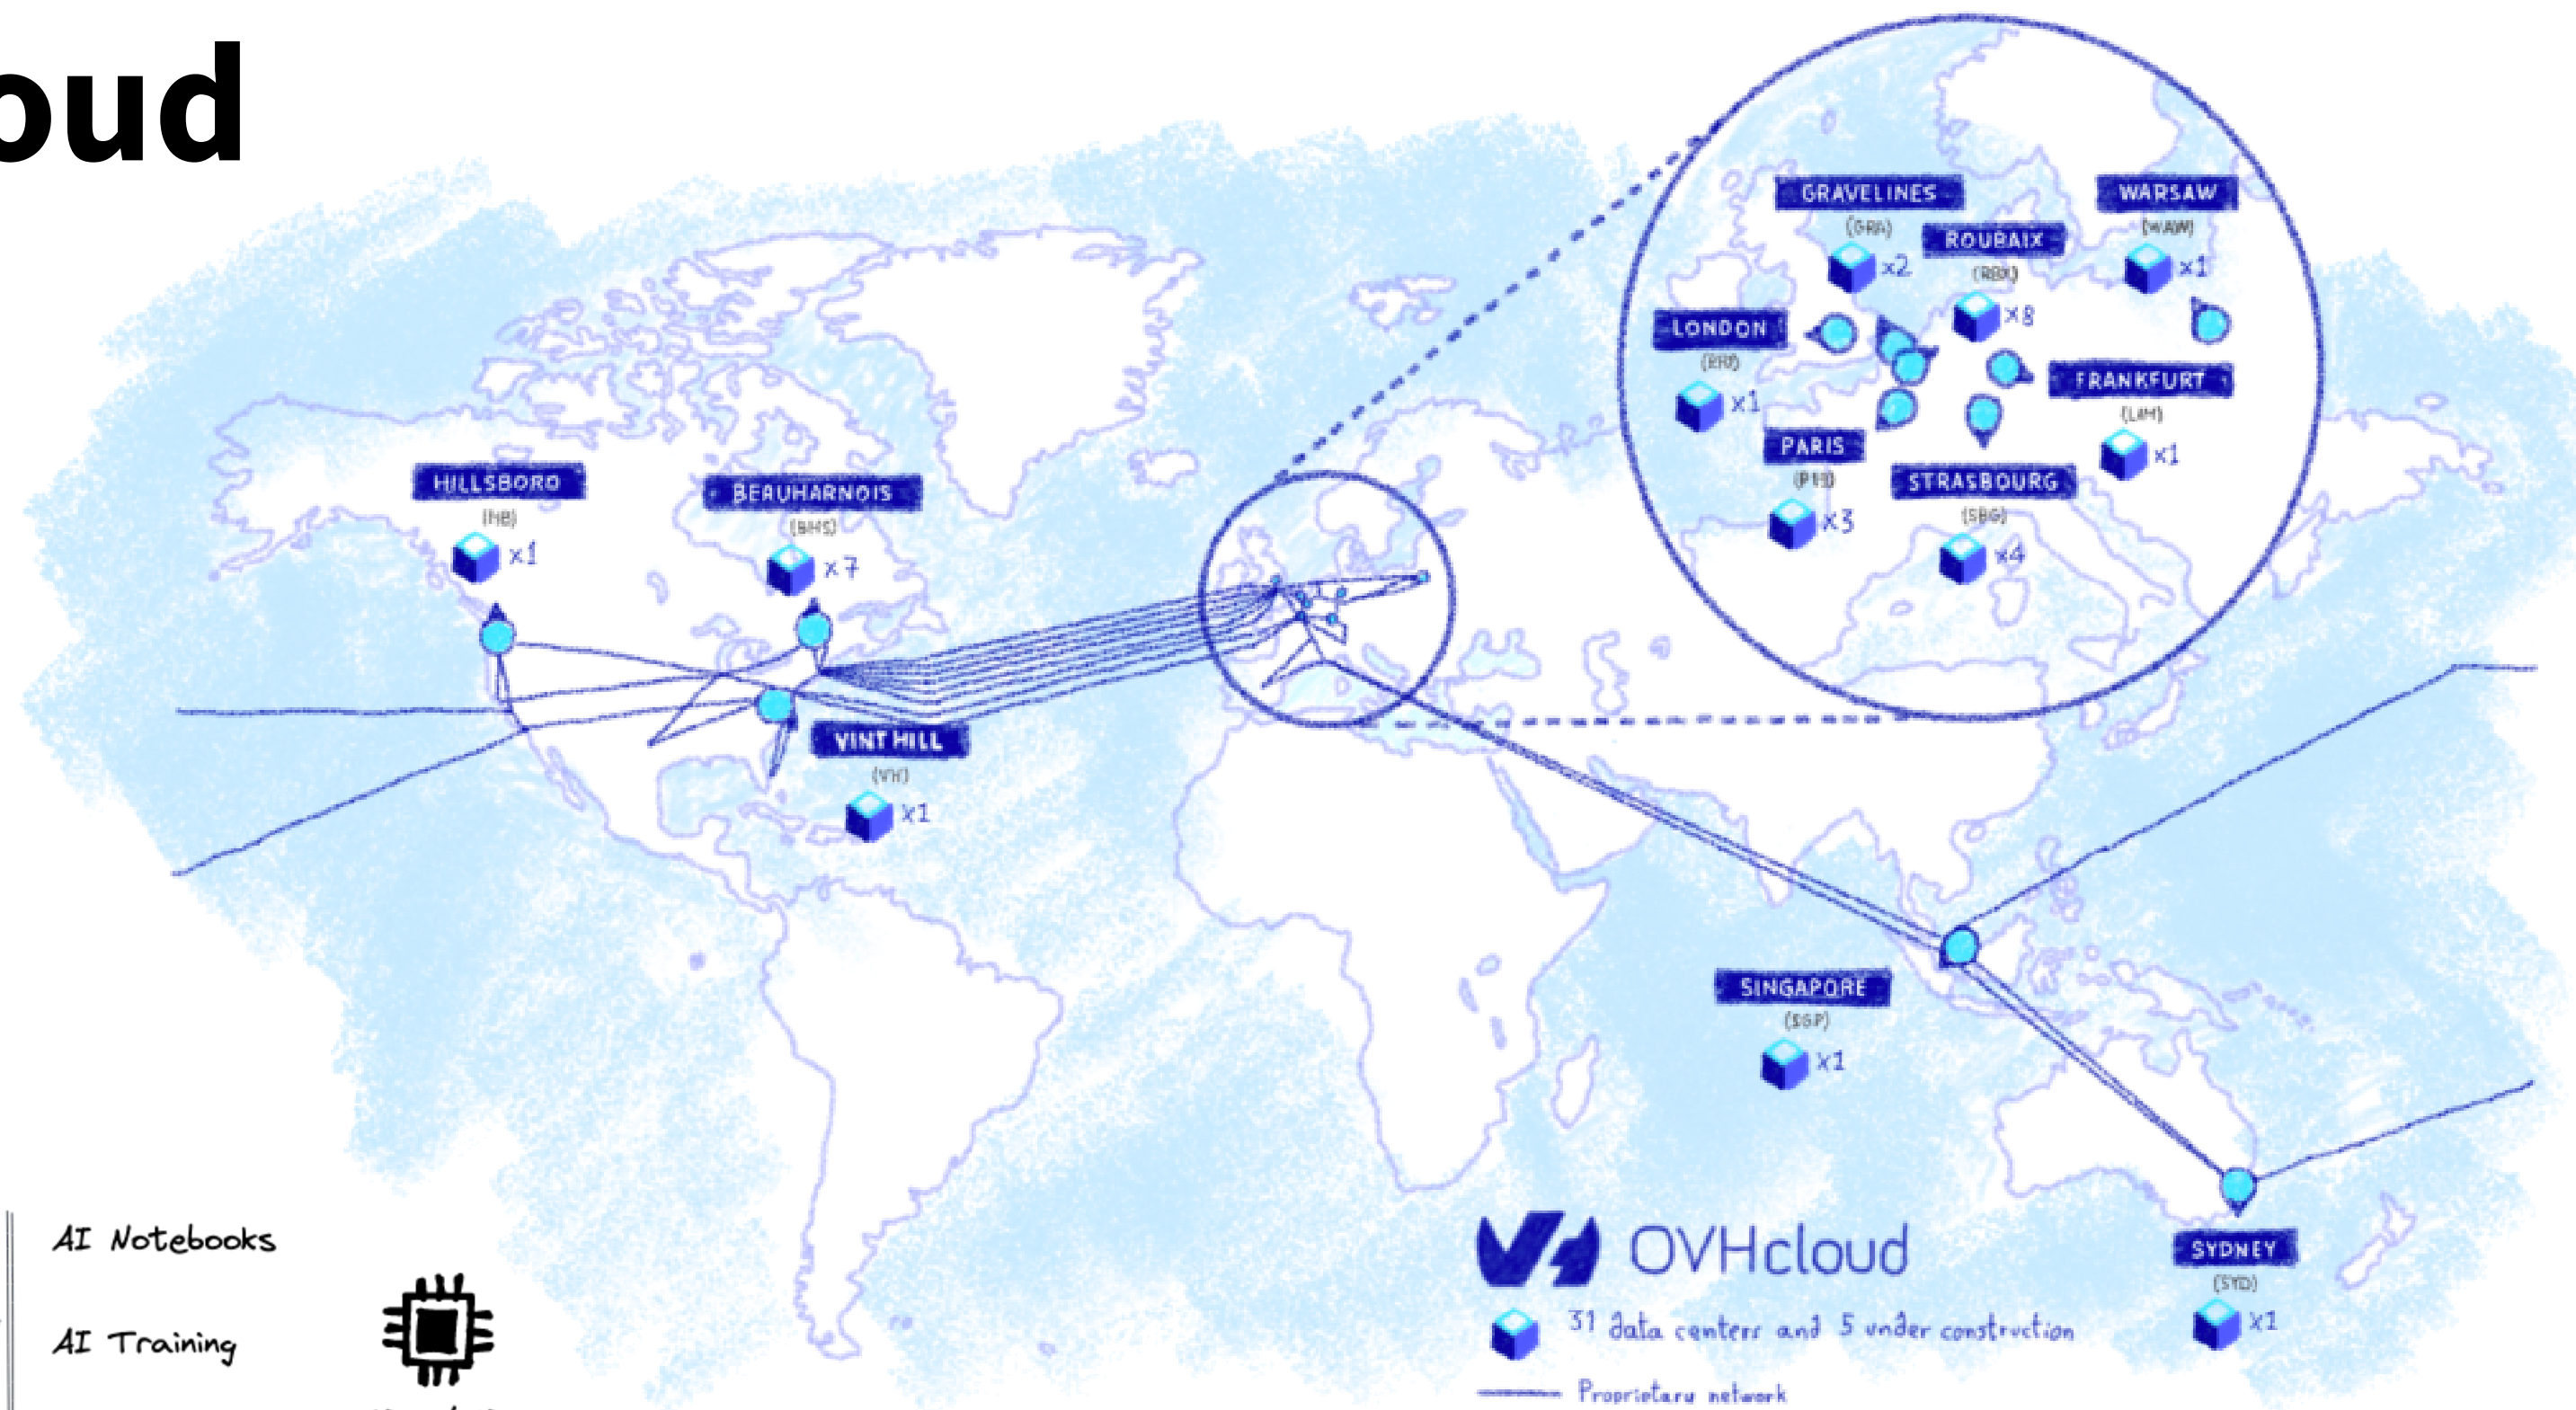 oud
GRAVELINES
(GRA)
x2
WARSAW
(WAW)
x1
ROUBAIX
(RBX)
x8
LONDON
x1
FRANKFURT
(LIM)
x1
PARIS
x3
STRASBOURG
(SBG)
x4
HILLSBORO
x1
BEAUHARNOIS
(BHS)
x7
VINT HILL
(VH)
x1
SINGAPORE
(SGP)
x1
SYDNEY
(SYD)
x1
AI Notebooks
AI Training
OVHcloud
31 data centers and 5 under construction
Proprietary network